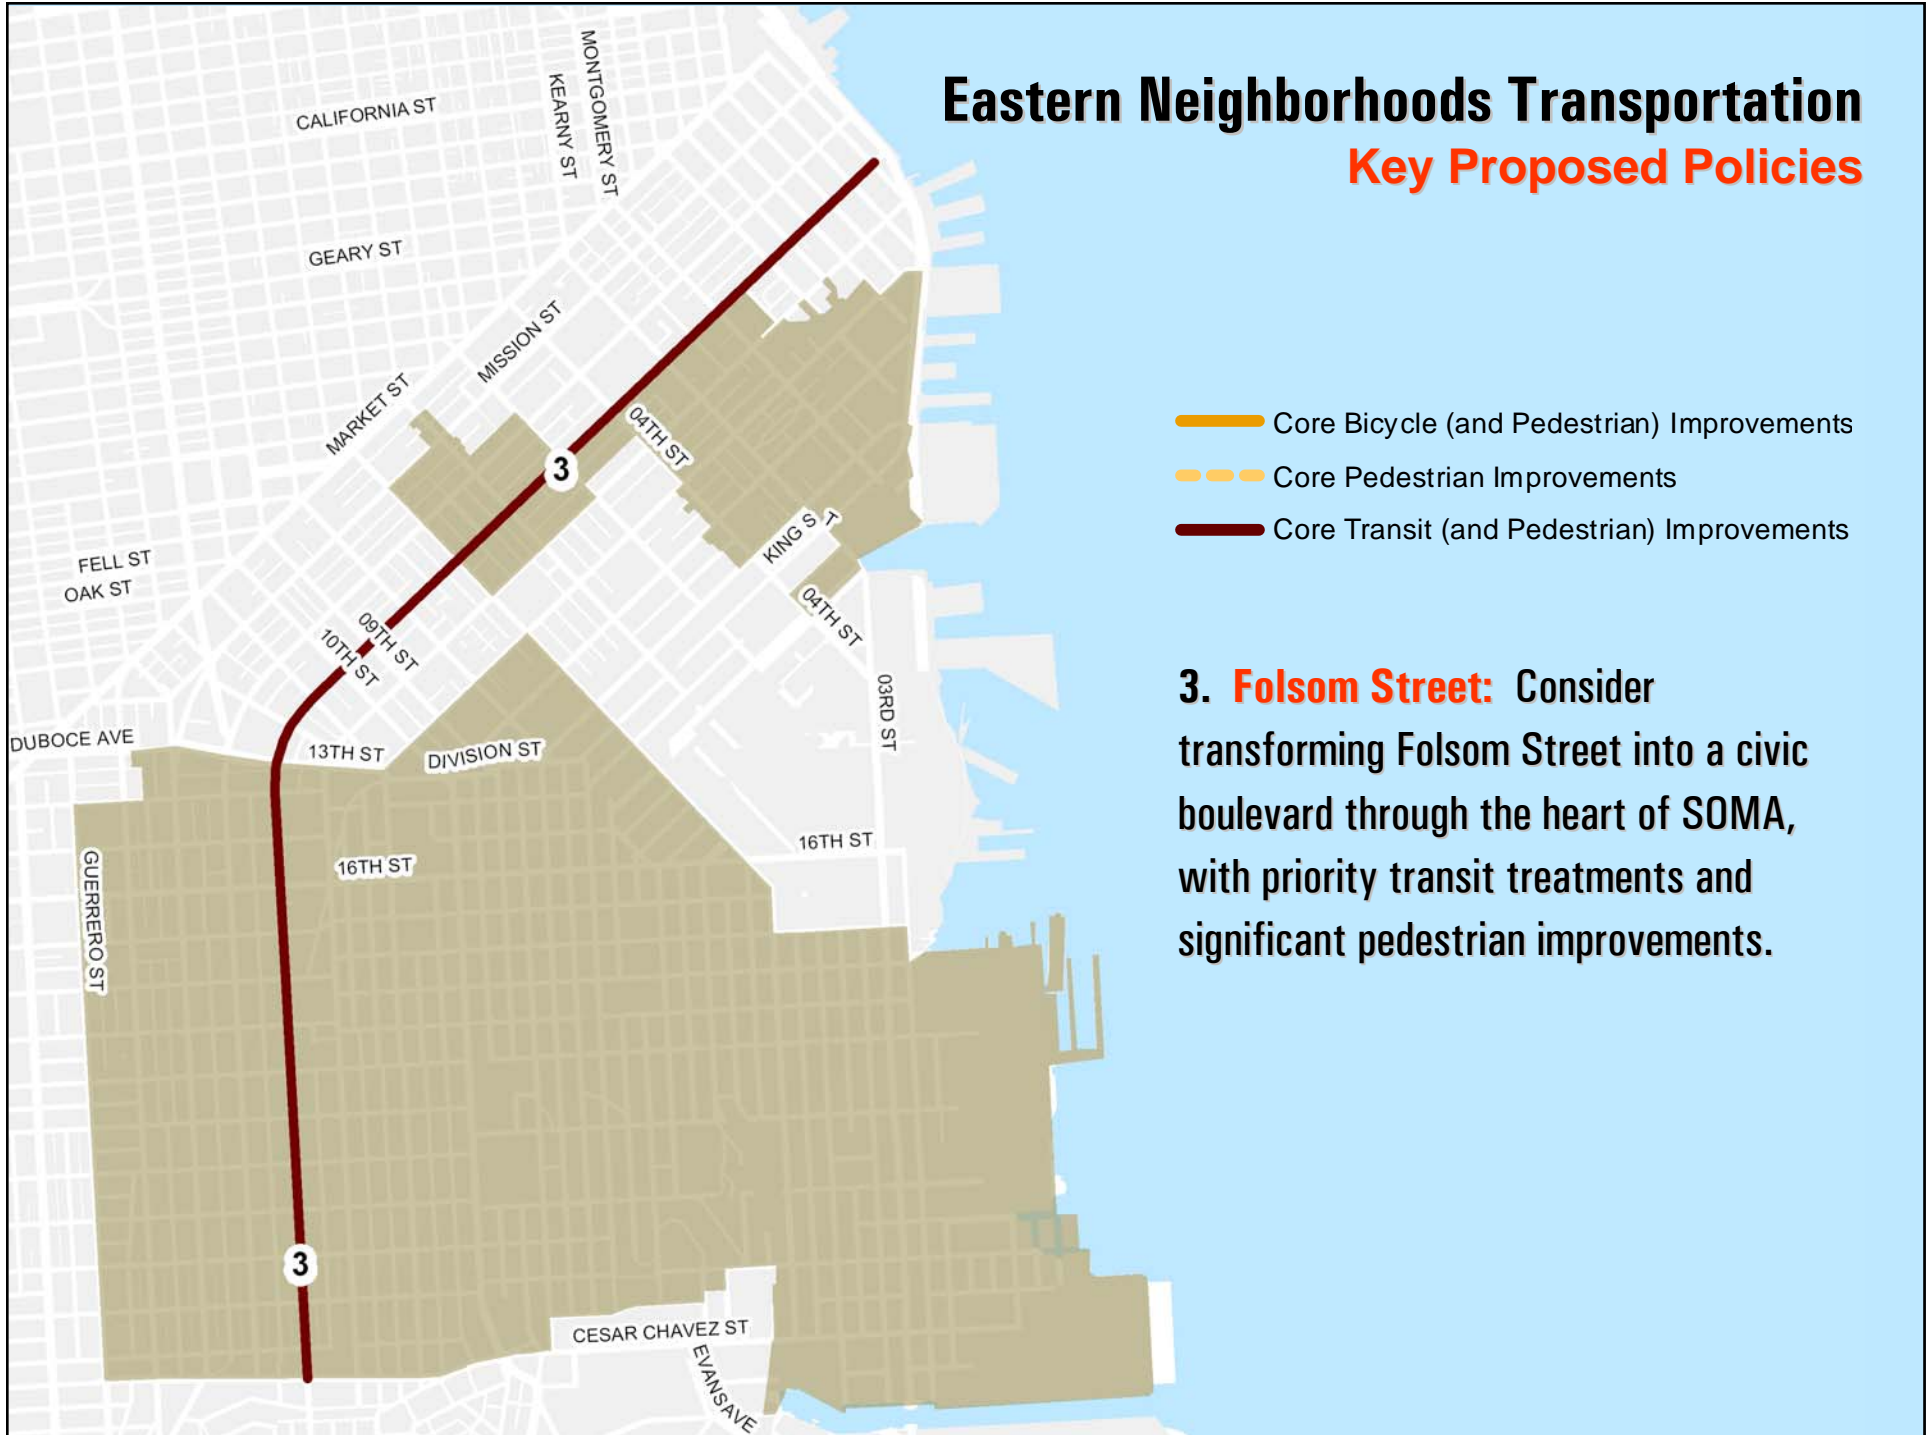 Eastern Neighborhoods Transportation
Key Proposed Policies
MONTGOMERY ST
KEARNY ST
CALIFORNIA ST
GEARY ST
MISSION ST
MARKET ST
3
04TH ST
KING S T
FELL ST
OAK ST
04TH ST
09TH ST
10TH ST
03RD ST
DUBOCE AVE
13TH ST
DIVISION ST
16TH ST
16TH ST
GUERRERO ST
3
CESAR CHAVEZ ST
EVANS AVE
Core Bicycle (and Pedestrian) Improvements
Core Pedestrian Improvements
Core Transit (and Pedestrian) Improvements
3. Folsom Street: Consider
transforming Folsom Street into a civic
boulevard through the heart of SOMA,
with priority transit treatments and
significant pedestrian improvements.